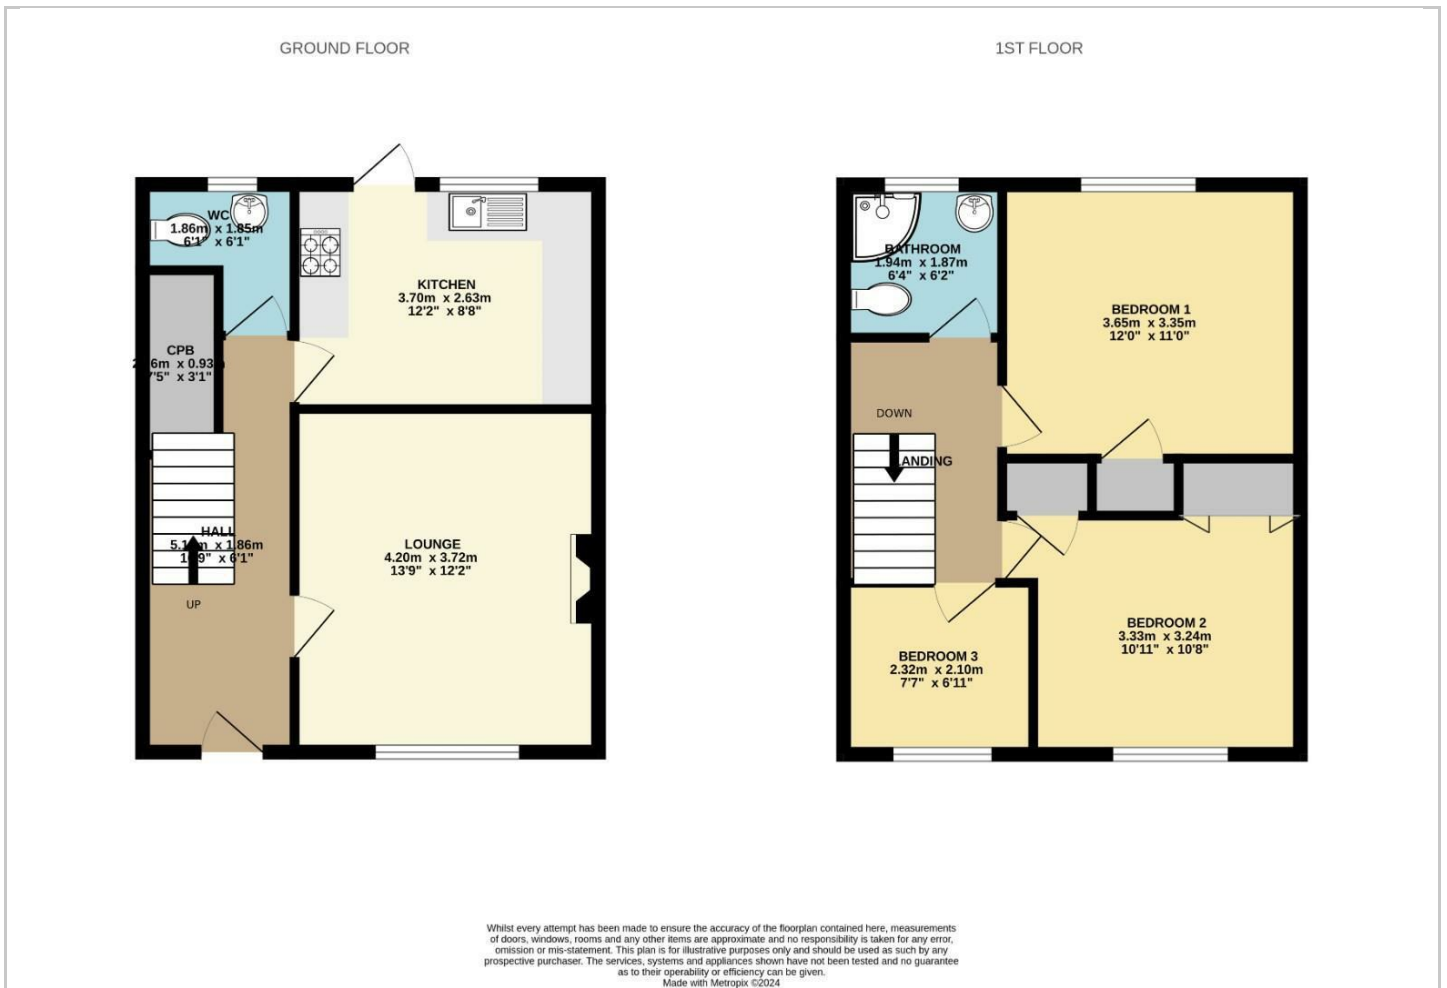 GROUND FLOOR
1ST FLOOR
WC
1.86m x 1.85m
6'1" x 6'1"
KITCHEN
3.70m x 2.63m
12'2" x 8'8"
CPB
x 0.93m
7'5" x 3'1"
HALL
x 1.86m
x 6'1"
UP
LOUNGE
4.20m x 3.72m
13'9" x 12'2"
BATHROOM
1.94m x 1.87m
6'4" x 6'2"
BEDROOM 1
3.65m x 3.35m
12'0" x 11'0"
DOWN
LANDING
BEDROOM 2
3.33m x 3.24m
10'11" x 10'8"
BEDROOM 3
2.32m x 2.10m
7'7" x 6'11"
Whilst every attempt has been made to ensure the accuracy of the floorplan contained here, measurements
of doors, windows, rooms and any other items are approximate and no responsibility is taken for any error,
omission or mis-statement. This plan is for illustrative purposes only and should be used as such by any
prospective purchaser. The services, systems and appliances shown have not been tested and no guarantee
as to their operability or efficiency can be given.
Made with Metropix ©2024